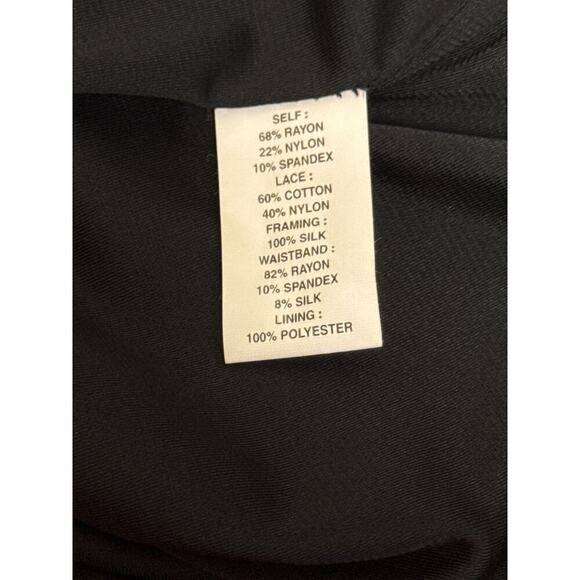 SELF :
68% RAYON
22% NYLON
10% SPANDEX
LACE :
60% COTTON
40% NYLON
FRAMING :
100% SILK
WAISTBAND :
82% RAYON
10% SPANDEX
8% SILK
LINING :
100% POLYESTER